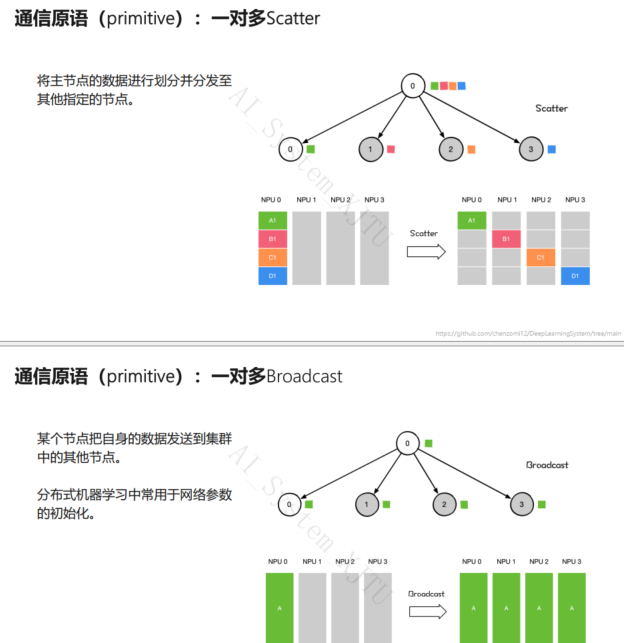 通信原语（primitive）：一对多Scatter
将主节点的数据进行划分并分发至
其他指定的节点。
0
Scatter
0 1 2 3
NPU 0 NPU 1 NPU 2 NPU 3
A1
B1
C1
D1
Scatter
NPU 0 NPU 1 NPU 2 NPU 3
A1
B1
C1
D1
AI_System_XJTU
https://github.com/chenzomi12/DeepLearningSystem/tree/main
通信原语（primitive）：一对多Broadcast
某个节点把自身的数据发送到集群
中的其他节点。
分布式机器学习中常用于网络参数
的初始化。
0
Broadcast
0 1 2 3
NPU 0 NPU 1 NPU 2 NPU 3
A
Broadcast
NPU 0 NPU 1 NPU 2 NPU 3
A A A A
AI_System_XJTU